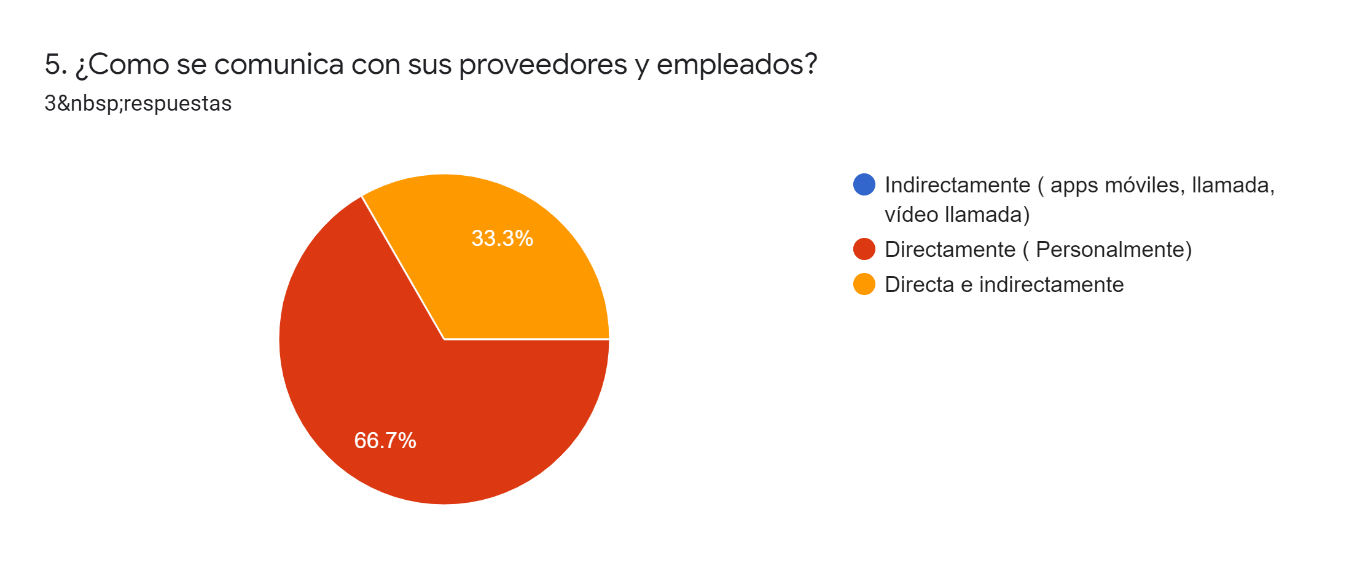 5. ¿Como se comunica con sus proveedores y empleados?
3&nbsp;respuestas
33.3%
66.7%
Indirectamente ( apps móviles, llamada,
vídeo llamada)
Directamente ( Personalmente)
Directa e indirectamente